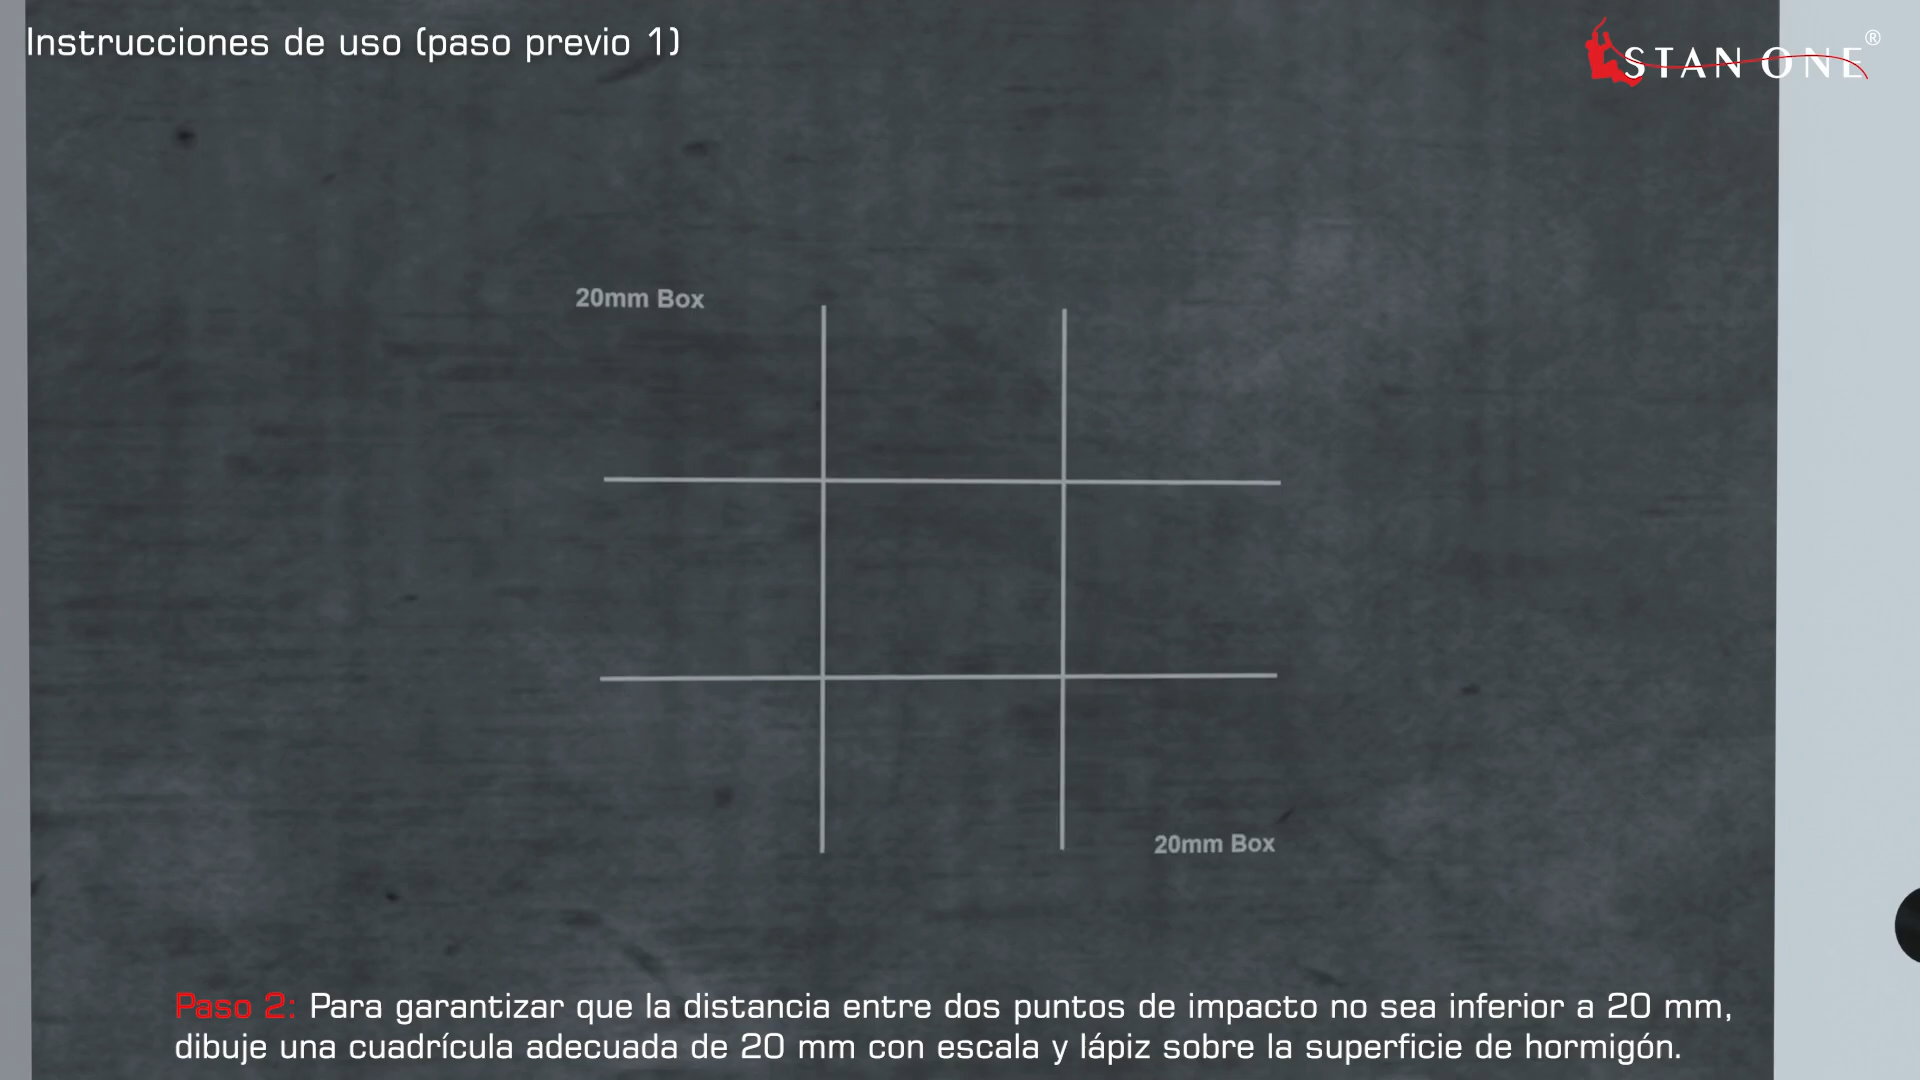 Instrucciones de uso (paso previo 1)
STAN ONE®
20mm Box
20mm Box
Paso 2: Para garantizar que la distancia entre dos puntos de impacto no sea inferior a 20 mm,
dibuje una cuadrícula adecuada de 20 mm con escala y lápiz sobre la superficie de hormigón.